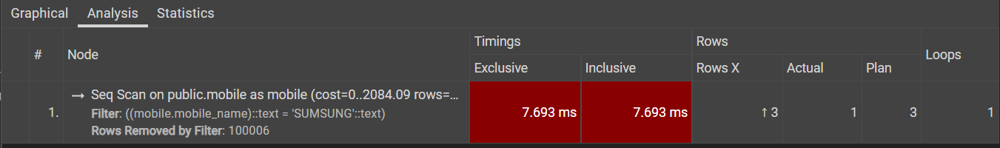 Graphical Analysis Statistics
# Node Timings Rows Loops
Exclusive Inclusive Rows X Actual Plan
1. → Seq Scan on public.mobile as mobile (cost=0..2084.09 rows=... 7.693 ms 7.693 ms ↑ 3 1 3 1
Filter: ((mobile.mobile_name)::text = 'SUMSUNG'::text)
Rows Removed by Filter: 100006